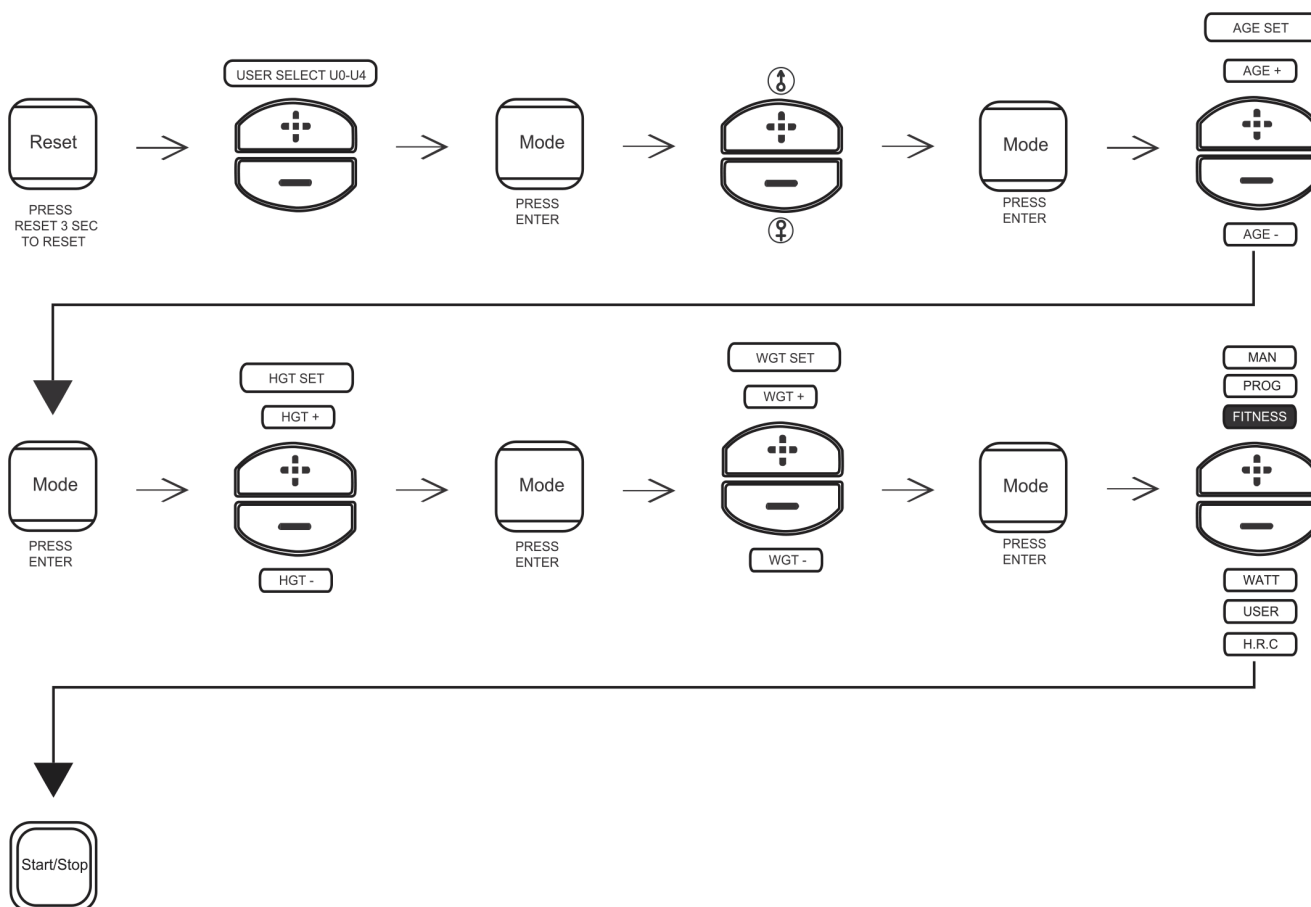 AGE SET
USER SELECT U0-U4
AGE +
Reset
Mode
Mode
PRESS
RESET 3 SEC
TO RESET
PRESS
ENTER
PRESS
ENTER
AGE -
HGT SET
WGT SET
MAN
HGT +
WGT +
PROG
FITNESS
Mode
Mode
Mode
PRESS
ENTER
PRESS
ENTER
PRESS
ENTER
HGT -
WGT -
WATT
USER
H.R.C
Start/Stop